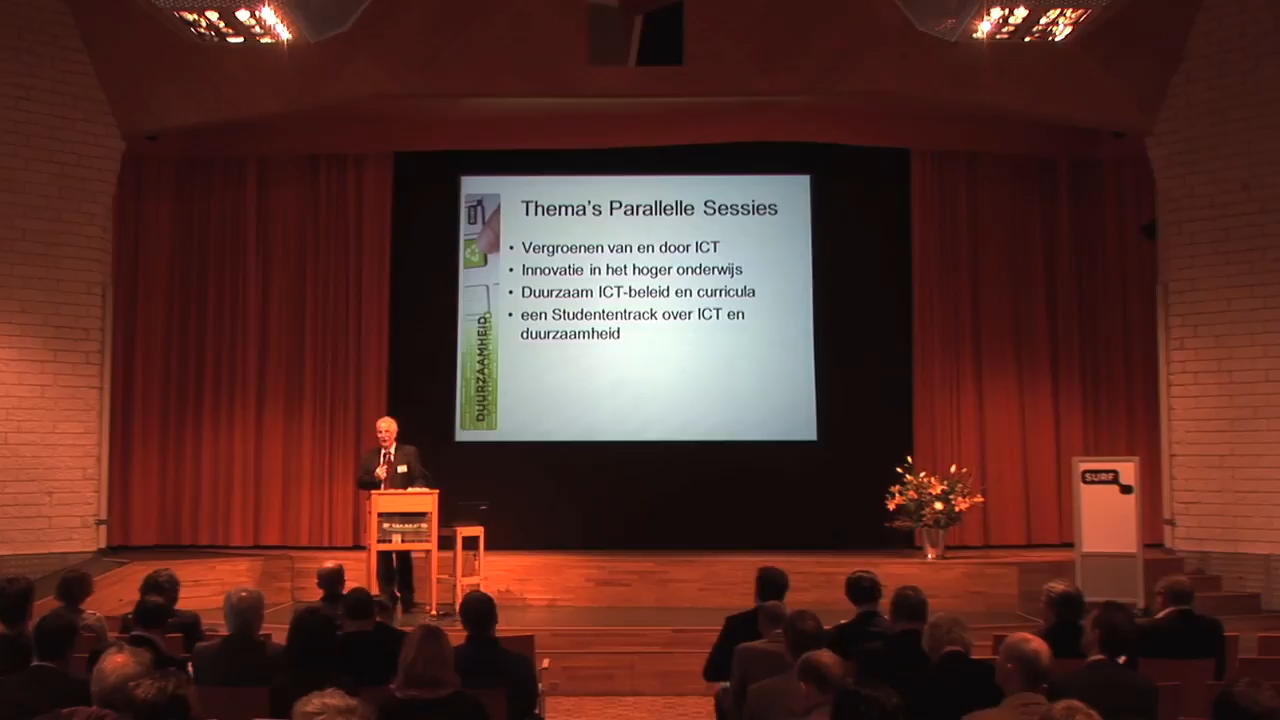 Thema's Parallelle Sessies
• Vergroenen van en door ICT
• Innovatie in het hoger onderwijs
• Duurzaam ICT-beleid en curricula
• een Studententrack over ICT en
duurzaamheid
DUURZAAMHEID
SURF